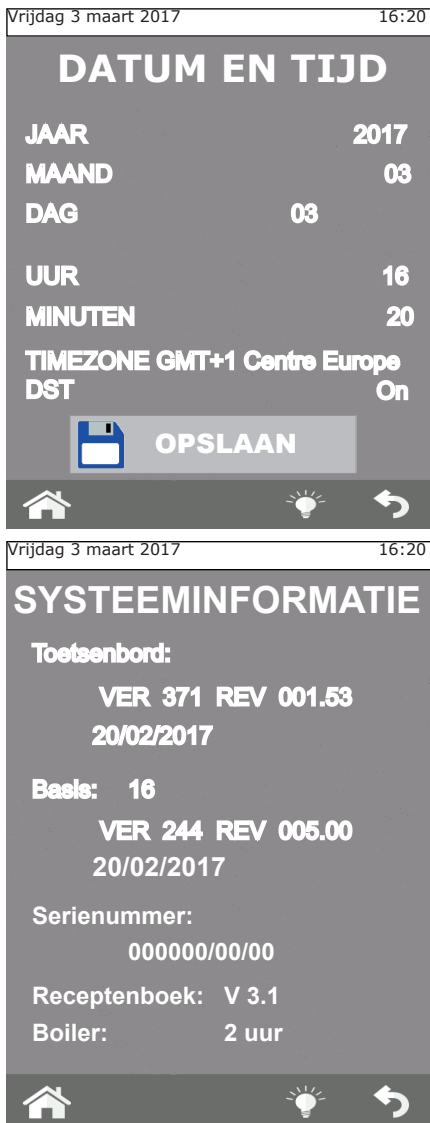 Vrijdag 3 maart 2017 16:20
DATUM EN TIJD
JAAR 2017
MAAND 03
DAG 03
UUR 16
MINUTEN 20
TIMEZONE GMT+1 Centre Europe
DST On
OPSLAAN
Vrijdag 3 maart 2017 16:20
SYSTEEMINFORMATIE
Toetsenbord:
VER 371 REV 001.53
20/02/2017
Basis: 16
VER 244 REV 005.00
20/02/2017
Serienummer:
000000/00/00
Receptenboek: V 3.1
Boiler: 2 uur